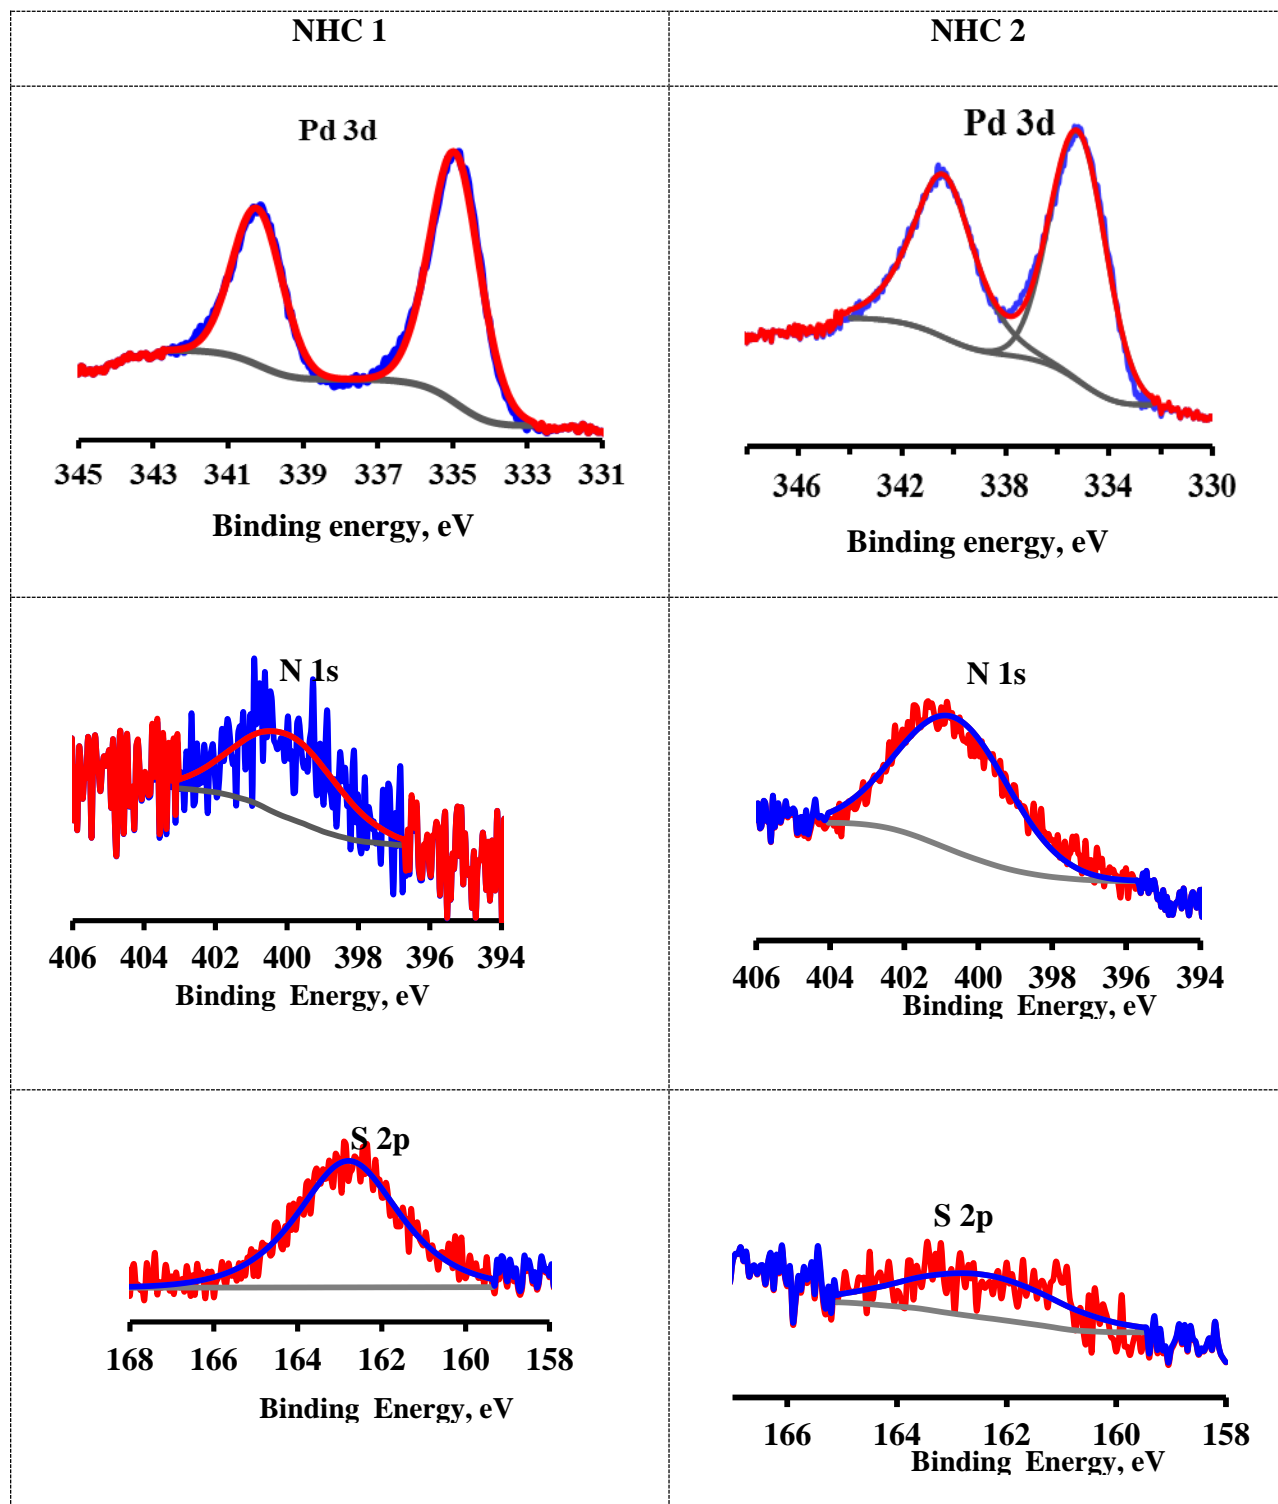 NHC 1
NHC 2
Pd 3d
345 343 341 339 337 335 333 331
Binding energy, eV
Pd 3d
346 342 338 334 330
Binding energy, eV
N 1s
406 404 402 400 398 396 394
Binding Energy, eV
N 1s
406 404 402 400 398 396 394
Binding Energy, eV
S 2p
168 166 164 162 160 158
Binding Energy, eV
S 2p
166 164 162 160 158
Binding Energy, eV